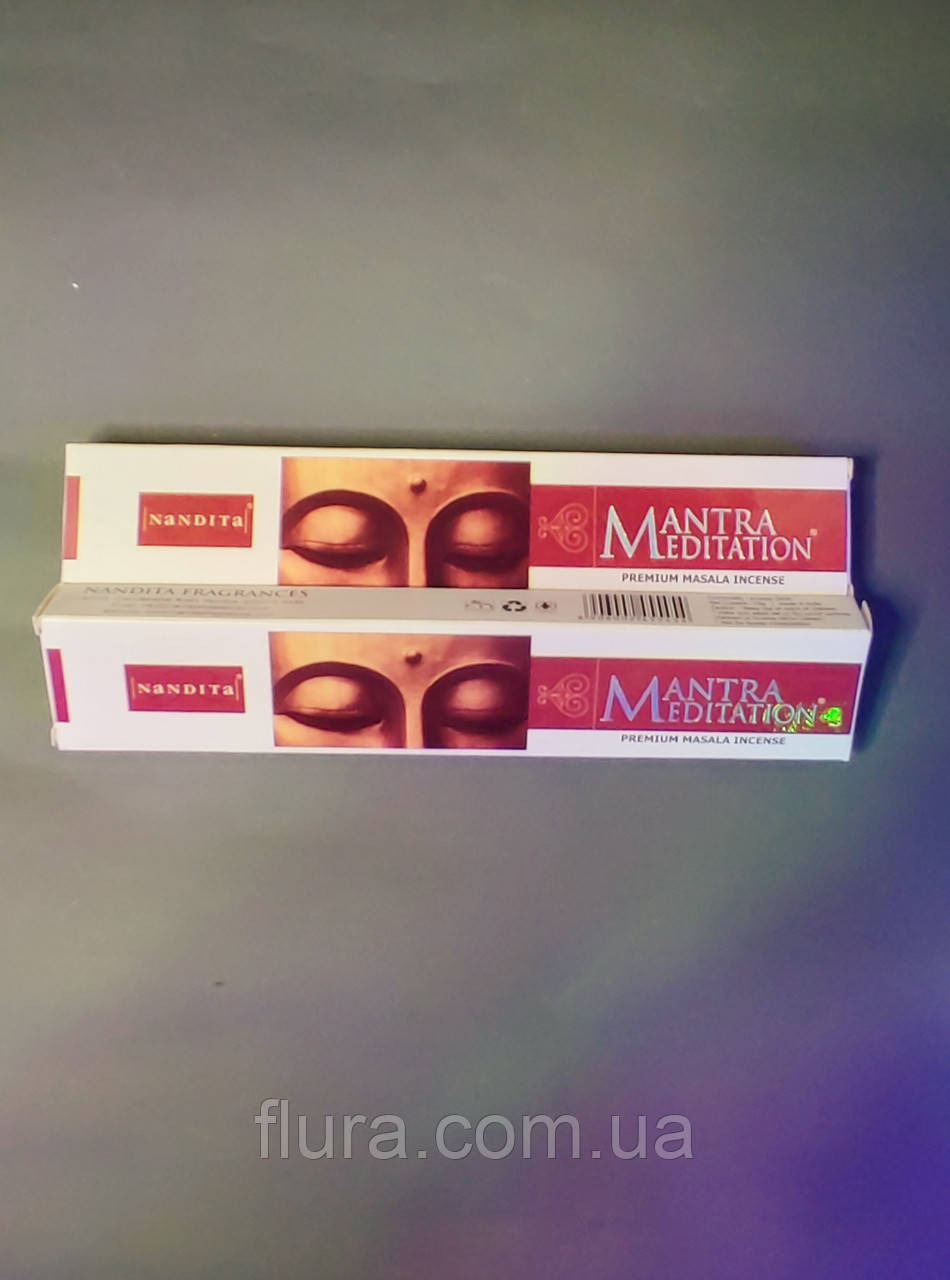 NANDITA
MANTRA
MEDITATION®
PREMIUM MASALA INCENSE
NANDITA FRAGRANCES
NANDITA
MANTRA
MEDITATION®
PREMIUM MASALA INCENSE
flura.com.ua